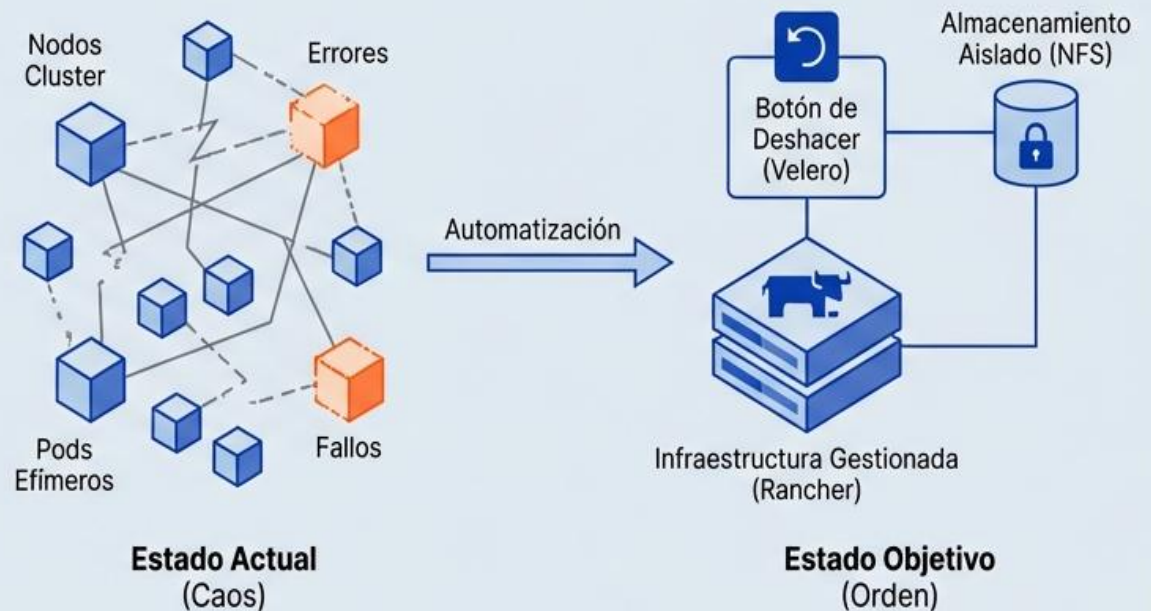 Nodos
Cluster
Errores
Pods
Efímeros
Fallos
Estado Actual
(Caos)
Automatización
Botón de
Deshacer
(Velero)
Almacenamiento
Aislado (NFS)
Infraestructura Gestionada
(Rancher)
Estado Objetivo
(Orden)